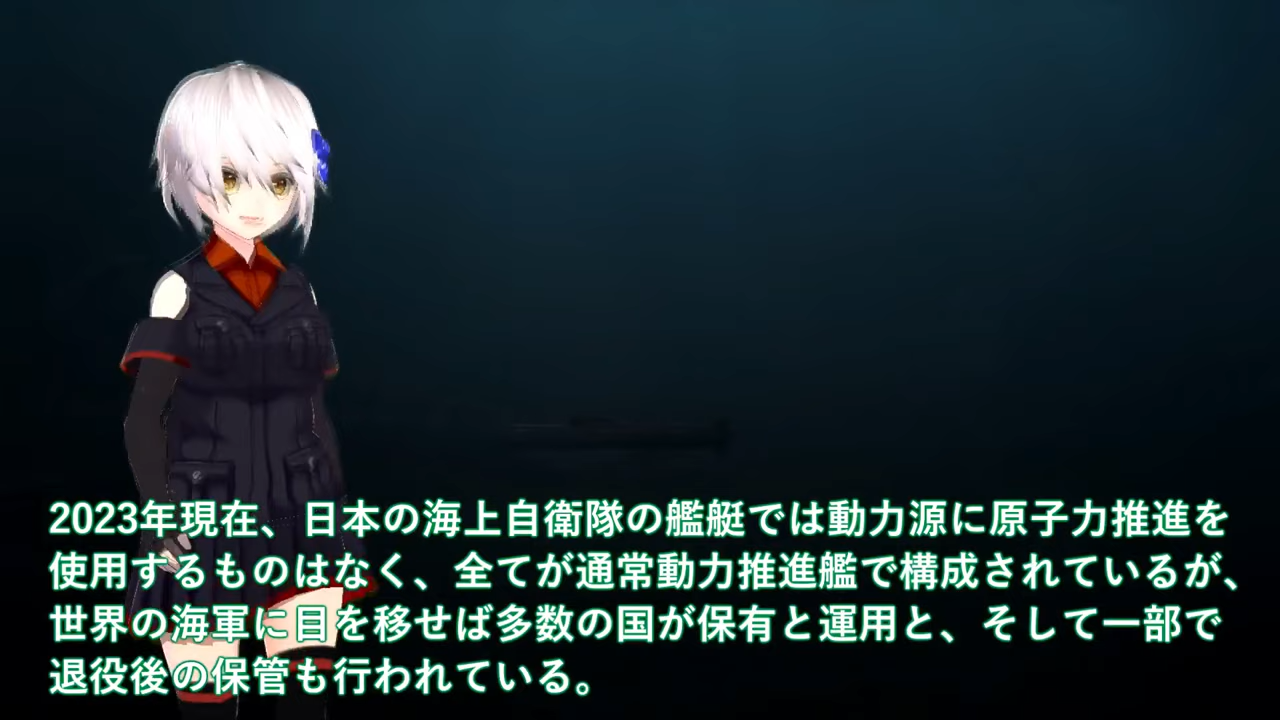 2023年現在、日本の海上自衛隊の艦艇では動力源に原子力推進を
使用するものはなく、全てが通常動力推進艦で構成されているが、
世界の海軍に目を移せば多数の国が保有と運用と、そして一部で
退役後の保管も行われている。